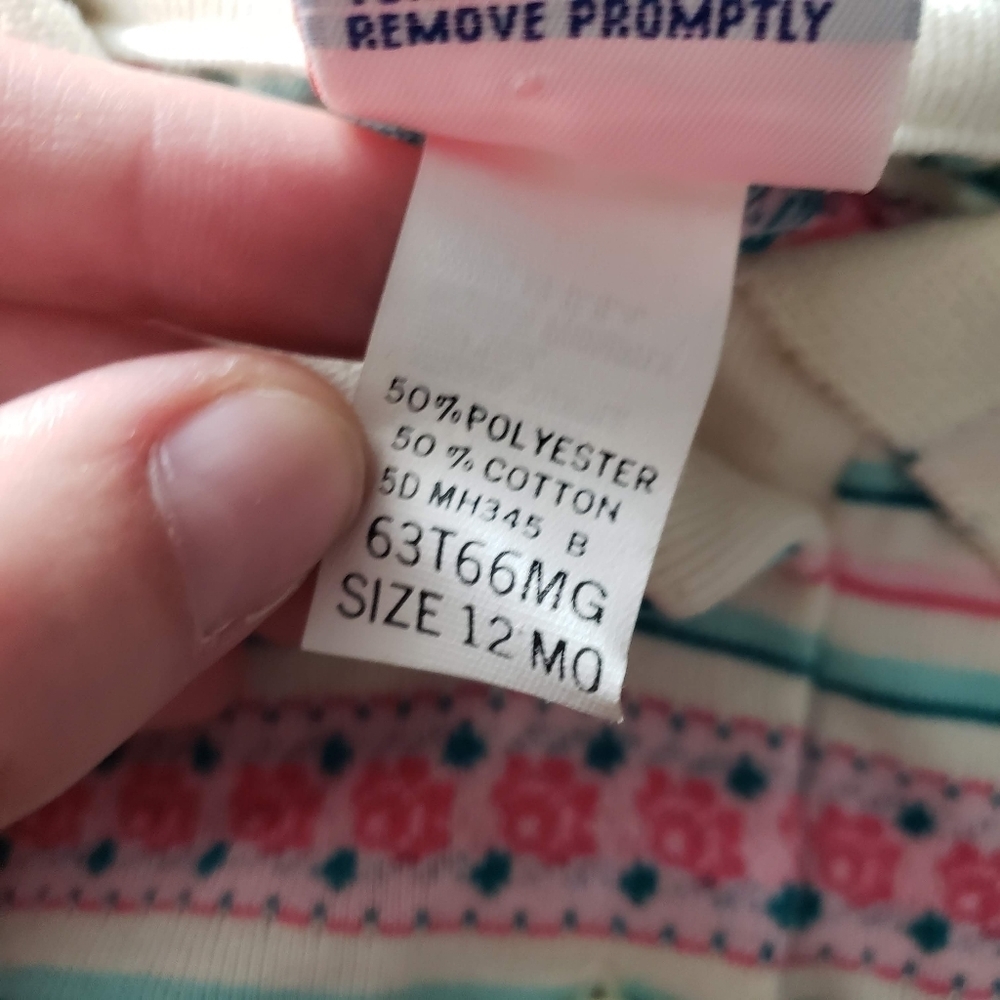 REMOVE PROMPTLY
50% POLYESTER
50 % COTTON
5D MH345 B
63T66MG
SIZE 12 MO